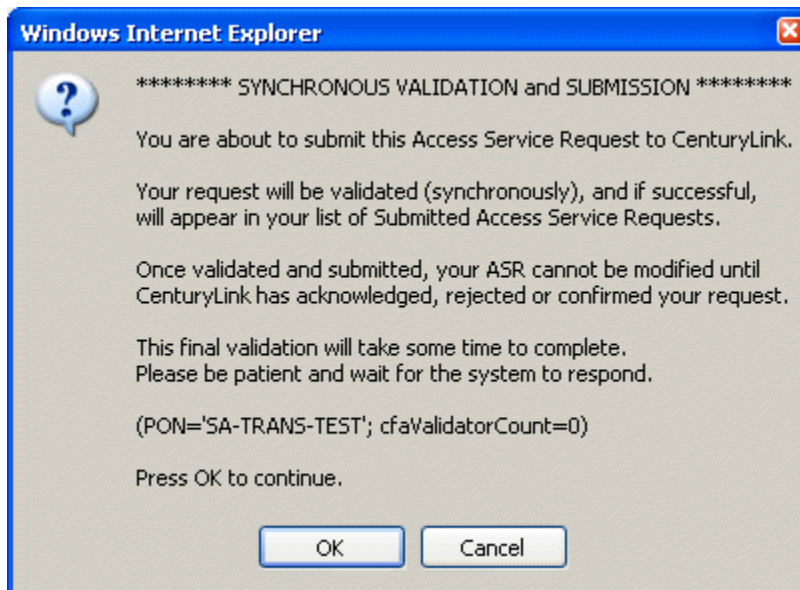 Windows Internet Explorer
******** SYNCHRONOUS VALIDATION and SUBMISSION ********
You are about to submit this Access Service Request to CenturyLink.
Your request will be validated (synchronously), and if successful,
will appear in your list of Submitted Access Service Requests.
Once validated and submitted, your ASR cannot be modified until
CenturyLink has acknowledged, rejected or confirmed your request.
This final validation will take some time to complete.
Please be patient and wait for the system to respond.
(PON='SA-TRANS-TEST'; cfaValidatorCount=0)
Press OK to continue.
OK Cancel